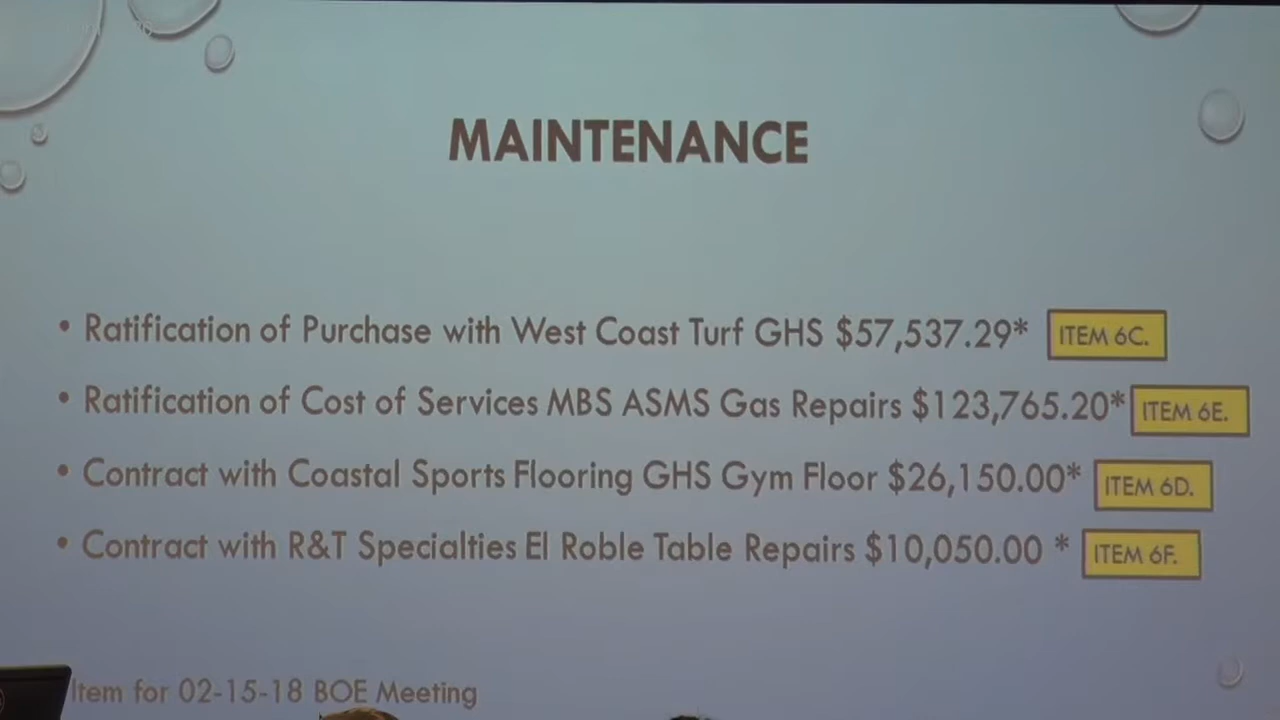 MAINTENANCE
• Ratification of Purchase with West Coast Turf GHS $57,537.29* ITEM 6C.
• Ratification of Cost of Services MBS ASMS Gas Repairs $123,765.20* ITEM 6E.
• Contract with Coastal Sports Flooring GHS Gym Floor $26,150.00* ITEM 6D.
• Contract with R&T Specialties El Roble Table Repairs $10,050.00 * ITEM 6F.
Item for 02-15-18 BOE Meeting